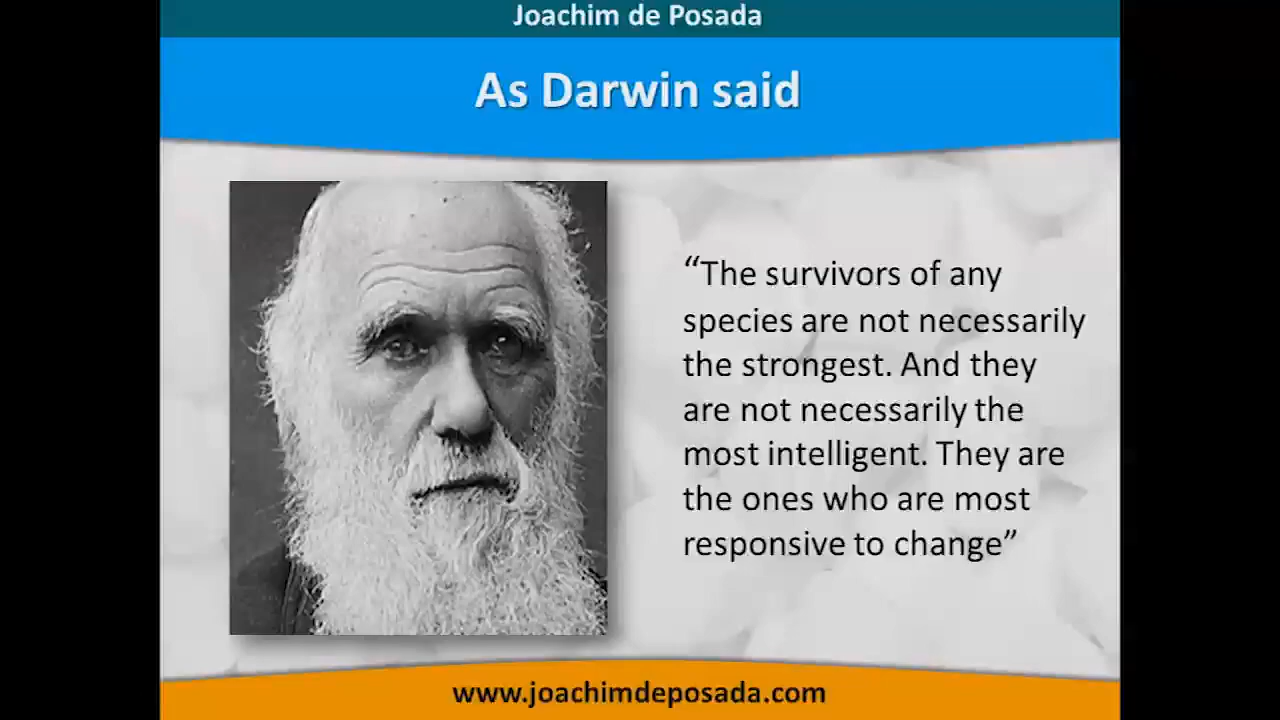 Joachim de Posada
As Darwin said
“The survivors of any
species are not necessarily
the strongest. And they
are not necessarily the
most intelligent. They are
the ones who are most
responsive to change”
www.joachimdeposada.com